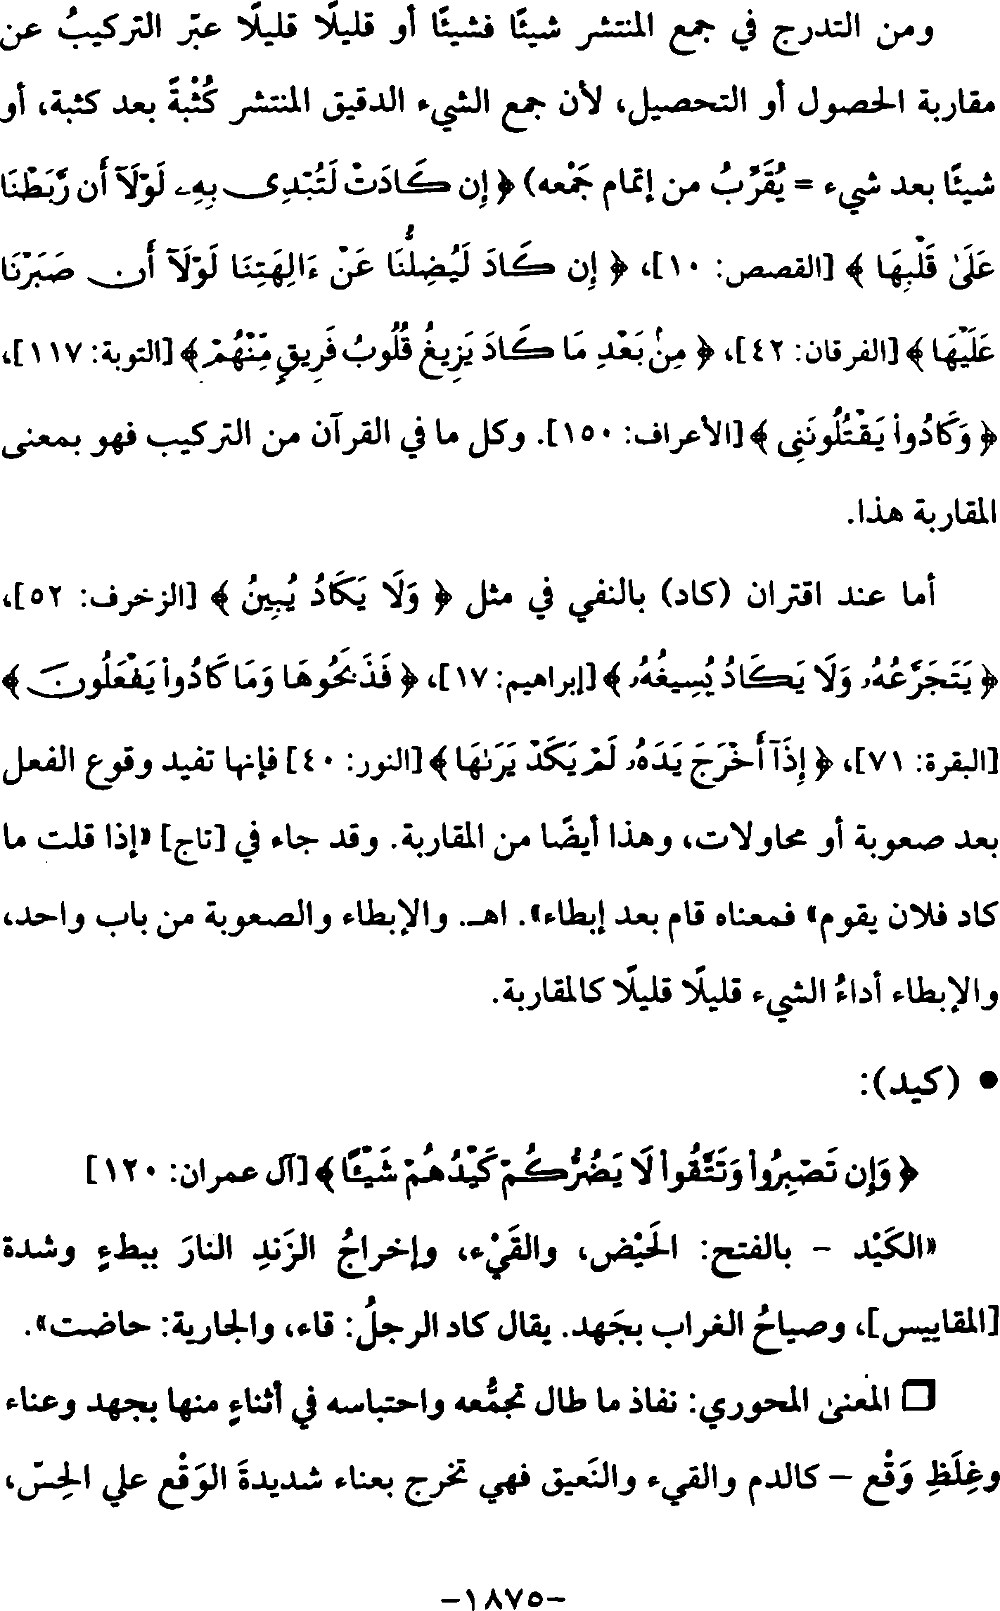 ومن التدرج في جمع المنتشر شيئًا فشيئًا أو قليلًا قليلًا عبّر التركيبُ عن
مقاربة الحصول أو التحصيل، لأن جمع الشيء الدقيق المنتشر كُثْبةً بعد كثبة، أو
شيئًا بعد شيء = يُقَرِّبُ من إتمام جَمْعه) ﴿ إِن كَادَتْ لَتُبْدِي بِهِۦ لَوْلَآ أَن رَّبَطْنَا
عَلَىٰ قَلْبِهَا ﴾ [القصص: ١٠]، ﴿ إِن كَادَ لَيُضِلُّنَا عَنْ ءَالِهَتِنَا لَوْلَآ أَن صَبَرْنَا
عَلَيْهَا ﴾ [الفرقان: ٤٢]، ﴿ مِنۢ بَعْدِ مَا كَادَ يَزِيغُ قُلُوبُ فَرِيقٍ مِّنْهُمْ ﴾ [التوبة: ١١٧]،
﴿ وَكَادُوا۟ يَقْتُلُونَنِى ﴾ [الأعراف: ١٥٠]. وكل ما في القرآن من التركيب فهو بمعنى
المقاربة هذا.
أما عند اقتران (كاد) بالنفي في مثل ﴿ وَلَا يَكَادُ يُبِينُ ﴾ [الزخرف: ٥٢]،
﴿ يَتَجَرَّعُهُۥ وَلَا يَكَادُ يُسِيغُهُۥ ﴾ [إبراهيم: ١٧]، ﴿ فَذَبَحُوهَا وَمَا كَادُوا۟ يَفْعَلُونَ ﴾
[البقرة: ٧١]، ﴿ إِذَآ أَخْرَجَ يَدَهُۥ لَمْ يَكَدْ يَرَىٰهَا ﴾ [النور: ٤٠] فإنها تفيد وقوع الفعل
بعد صعوبة أو محاولات، وهذا أيضًا من المقاربة. وقد جاء في [تاج] «إذا قلت ما
كاد فلان يقوم» فمعناه قام بعد إبطاء». اهـ. والإبطاء والصعوبة من باب واحد،
والإبطاء أداءُ الشيء قليلًا قليلًا كالمقاربة.
• (كيد):
﴿ وَإِن تَصْبِرُوا۟ وَتَتَّقُوا۟ لَا يَضُرُّكُمْ كَيْدُهُمْ شَيْـًٔا ﴾ [آل عمران: ١٢٠]
«الكَيْد – بالفتح: الحَيْض، والقَيْء، وإخراجُ الزَندِ النارَ ببطءٍ وشدة
[المقاييس]، وصياحُ الغراب بجَهد. يقال كاد الرجلُ: قاء، والجارية: حاضت».
❒ المعنىٰ المحوري: نفاذ ما طال تجمُّعه واحتباسه في أثناءٍ منها بجهد وعناء
وغِلَظِ وَقْع – كالدم والقيء والنَعيق فهي تخرج بعناء شديدةَ الوَقْع علي الحِسّ،
-١٨٧٥-